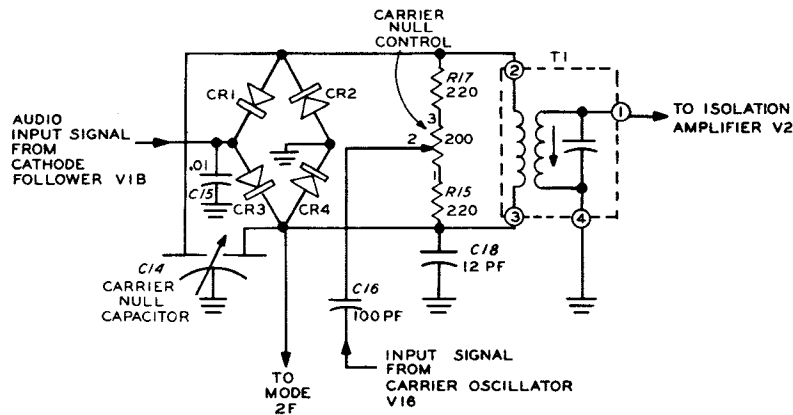 CARRIER
NULL
CONTROL
T1
2
R17
220
CR1
CR2
3
1
AUDIO
INPUT SIGNAL
FROM
CATHODE
FOLLOWER V1B
TO ISOLATION
AMPLIFIER V2
2
200
.01
C15
1
R15
220
CR3
CR4
3
4
C14
CARRIER
NULL
CAPACITOR
C18
12 PF
C16
100 PF
TO
MODE
2F
INPUT SIGNAL
FROM
CARRIER OSCILLATOR
V16